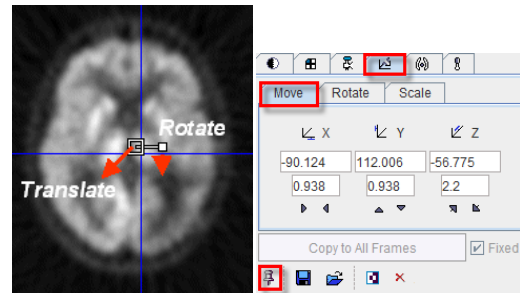 Rotate
Translate
Move Rotate Scale
X Y Z
-90.124 112.006 -56.775
0.938 0.938 2.2
Copy to All Frames Fixed